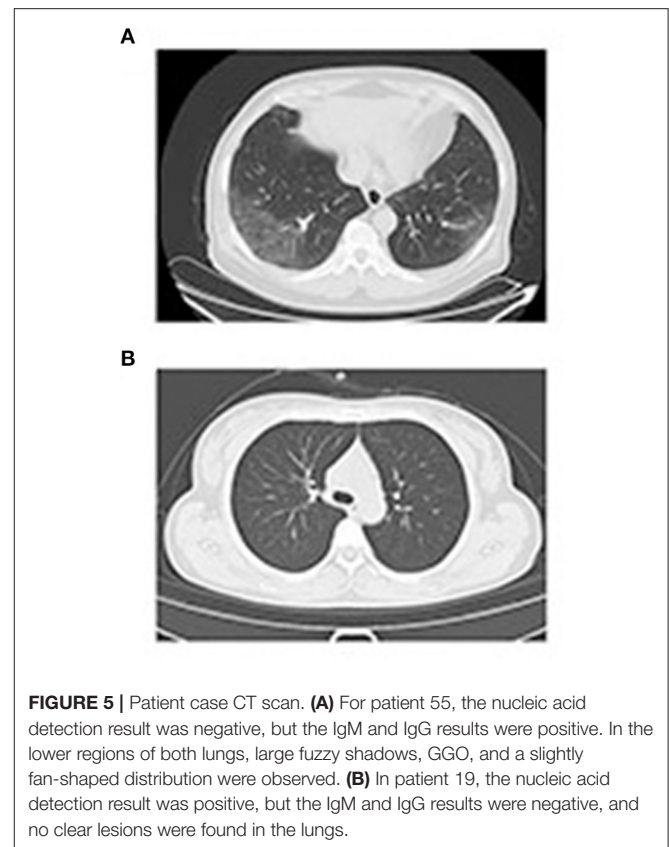 A
B
FIGURE 5 | Patient case CT scan. (A) For patient 55, the nucleic acid
detection result was negative, but the IgM and IgG results were positive. In the
lower regions of both lungs, large fuzzy shadows, GGO, and a slightly
fan-shaped distribution were observed. (B) In patient 19, the nucleic acid
detection result was positive, but the IgM and IgG results were negative, and
no clear lesions were found in the lungs.